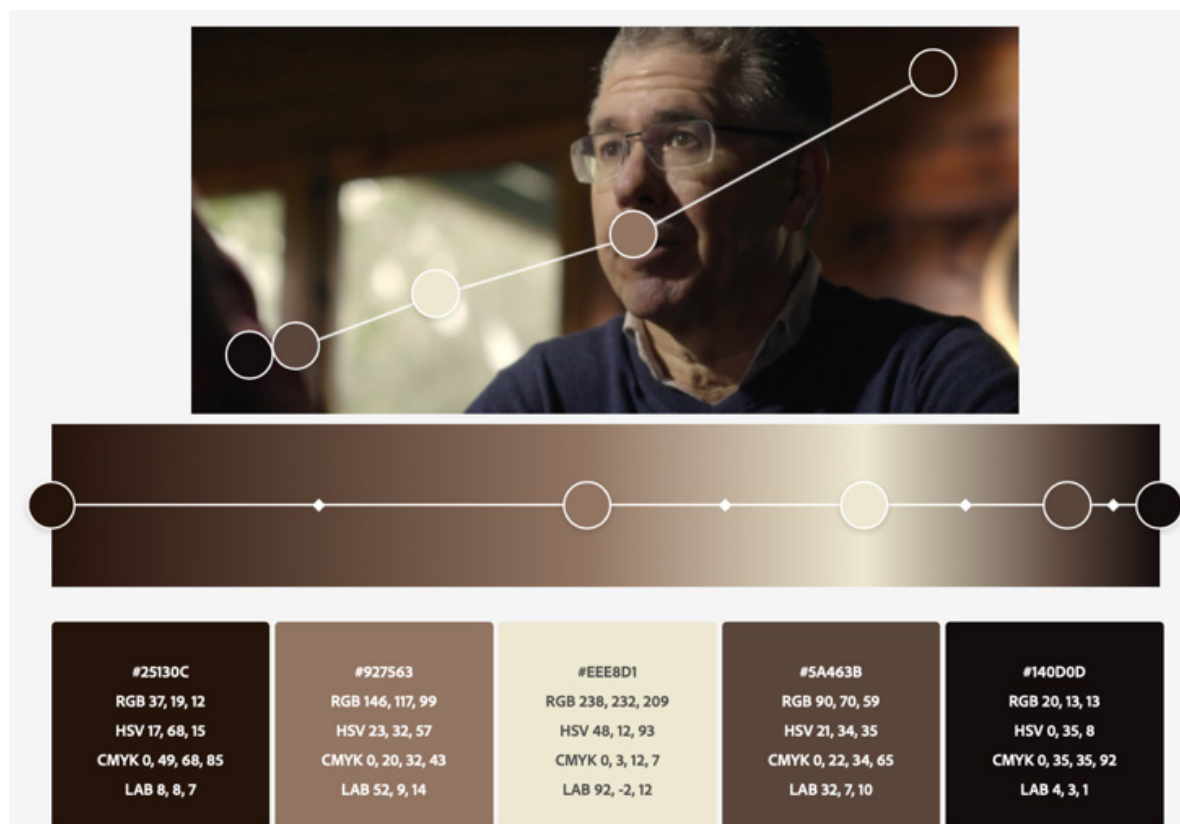 #25130C
RGB 37, 19, 12
HSV 17, 68, 15
CMYK 0, 49, 68, 85
LAB 8, 8, 7
#927563
RGB 146, 117, 99
HSV 23, 32, 57
CMYK 0, 20, 32, 43
LAB 52, 9, 14
#EEE8D1
RGB 238, 232, 209
HSV 48, 12, 93
CMYK 0, 3, 12, 7
LAB 92, -2, 12
#5A463B
RGB 90, 70, 59
HSV 21, 34, 35
CMYK 0, 22, 34, 65
LAB 32, 7, 10
#140D0D
RGB 20, 13, 13
HSV 0, 35, 8
CMYK 0, 35, 35, 92
LAB 4, 3, 1